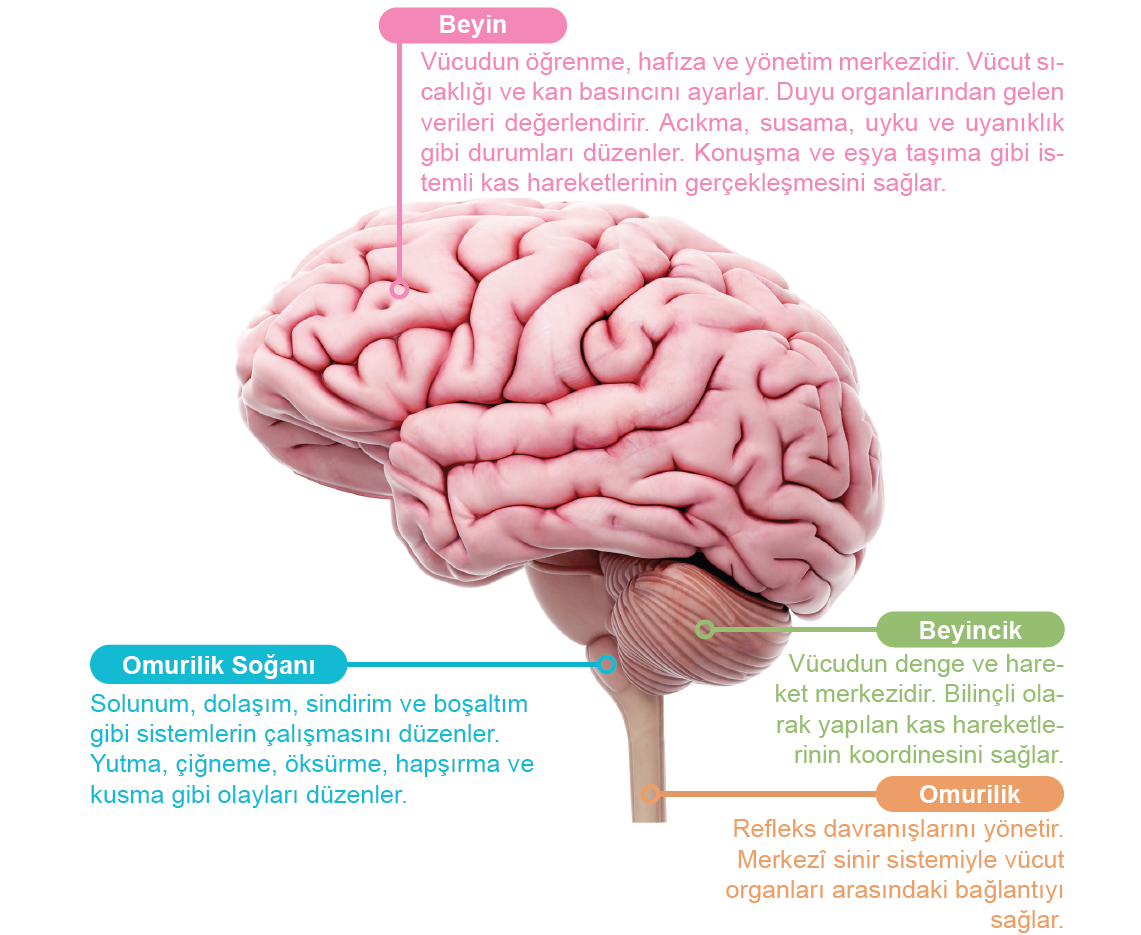 Beyin
Vücudun öğrenme, hafıza ve yönetim merkezidir. Vücut sı-
caklığı ve kan basıncını ayarlar. Duyu organlarından gelen
verileri değerlendirir. Acıkma, susama, uyku ve uyanıklık
gibi durumları düzenler. Konuşma ve eşya taşıma gibi is-
temli kas hareketlerinin gerçekleşmesini sağlar.
Omurilik Soğanı
Solunum, dolaşım, sindirim ve boşaltım
gibi sistemlerin çalışmasını düzenler.
Yutma, çiğneme, öksürme, hapşırma ve
kusma gibi olayları düzenler.
Beyincik
Vücudun denge ve hare-
ket merkezidir. Bilinçli ola-
rak yapılan kas hareketle-
rinin koordinesini sağlar.
Omurilik
Refleks davranışlarını yönetir.
Merkezî sinir sistemiyle vücut
organları arasındaki bağlantıyı
sağlar.